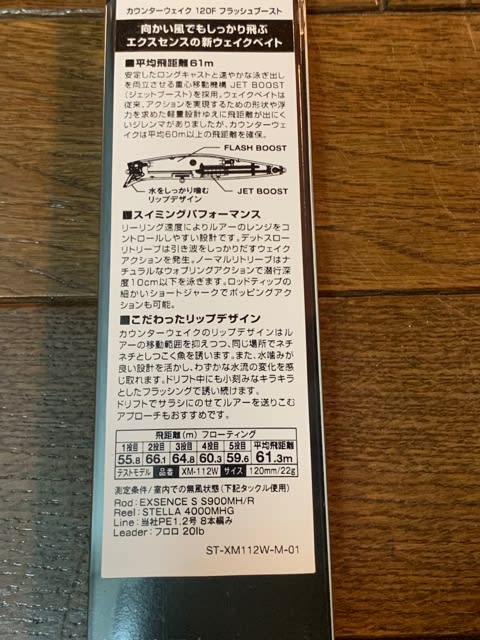 カウンターウェイク 120F フラッシュブースト
向かい風でもしっかり飛ぶ
エクスセンスの新ウェイクベイト
■平均飛距離61m
安定したロングキャストと速やかな泳ぎ出し
を両立させる重心移動機構 JET BOOST
(ジェットブースト)を採用。ウェイクベイトは
従来、アクションを実現するための形状や浮
力を求めた軽量設計ゆえに飛距離が出にく
いジレンマがありましたが、カウンターウェ
イクは平均60m以上の飛距離を確保。
FLASH BOOST
水をしっかり噛む
リップデザイン
JET BOOST
■スイミングパフォーマンス
リーリング速度によりルアーのレンジをコ
ントロールしやすい設計です。デッドスロー
リトリーブは引き波をしっかりだすウェイク
アクションを発生。ノーマルリトリーブはナ
チュラルなウォブリングアクションで潜行深
度10cm以下を泳ぎます。ロッドティップの
細かいショートジャークでポッピングアクシ
ョンも可能。
■こだわったリップデザイン
カウンターウェイクのリップデザインはルア
ーの移動範囲を抑えつつ、同じ場所でネチ
ネチとしつこく魚を誘います。また、水噛みが
良い設計を活かし、わずかな水流の変化を感
じ取れます。ドリフト中にも小刻みなキラキラ
としたフラッシングで誘い続けます。
ドリフトでサラシにのせてルアーを送りこむ
アプローチもおすすめです。
飛距離(m) フローティング
1投目 2投目 3投目 4投目 5投目 平均飛距離
55.8 66.1 64.8 60.3 59.6 61.3m
テストモデル 品番 XM-112W サイズ 120mm/22g
測定条件/室内での無風状態(下記タックル使用)
Rod: EXSENCE S S900MH/R
Reel: STELLA 4000MHG
Line: 当社PE1.2号 8本編み
Leader: フロロ 20lb
ST-XM112W-M-01